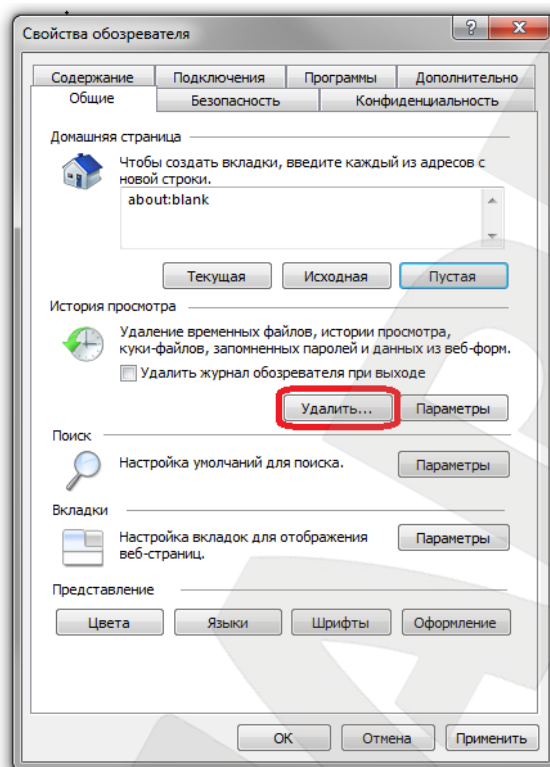 Свойства обозревателя
Содержание Подключения Программы Дополнительно
Общие Безопасность Конфиденциальность
Домашняя страница
Чтобы создать вкладки, введите каждый из адресов с
новой строки.
about:blank
Текущая Исходная Пустая
История просмотра
Удаление временных файлов, истории просмотра,
куки-файлов, запомненных паролей и данных из веб-форм.
Удалить журнал обозревателя при выходе
Удалить... Параметры
Поиск
Настройка умолчаний для поиска. Параметры
Вкладки
Настройка вкладок для отображения Параметры
веб-страниц.
Представление
Цвета Языки Шрифты Оформление
ОК Отмена Применить